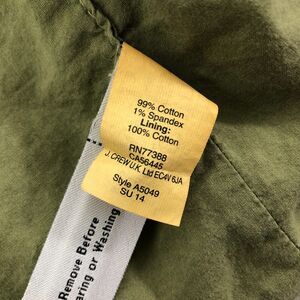 99% Cotton
1% Spandex
Lining:
100% Cotton
RN77388
CA56445
J. CREW U.K. Ltd EC4V 6JA
Style A5049
SU 14
Remove Before
or Washing